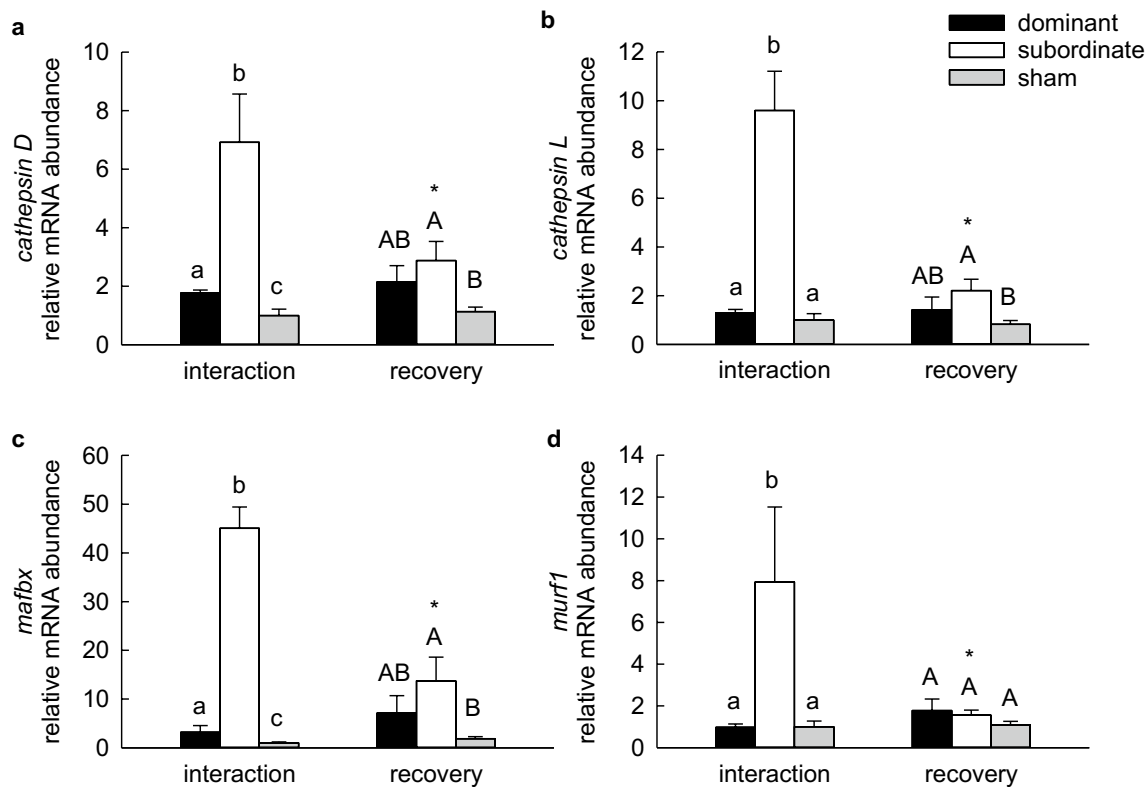 a
cathepsin D
relative mRNA abundance
10
8
6
4
2
0
a
b
c
AB
*
A
B
interaction
recovery
b
cathepsin L
relative mRNA abundance
12
10
8
6
4
2
0
a
b
a
AB
*
A
B
interaction
recovery
dominant
subordinate
sham
c
mafbx
relative mRNA abundance
60
50
40
30
20
10
0
a
b
c
AB
*
A
B
interaction
recovery
d
murf1
relative mRNA abundance
14
12
10
8
6
4
2
0
a
b
a
A
*
A
A
interaction
recovery